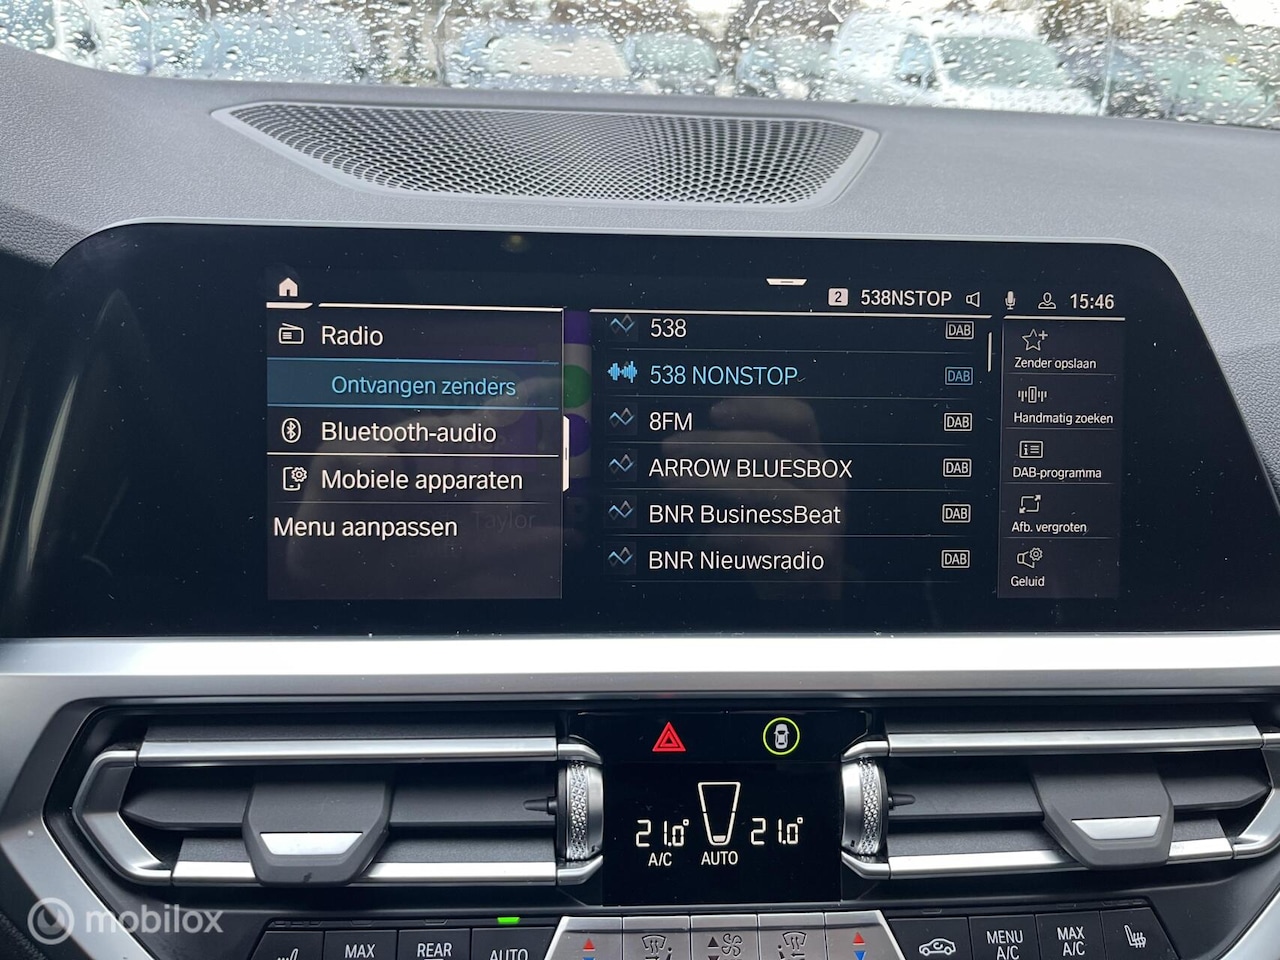 2 538NSTOP 15:46
Radio
Ontvangen zenders
Bluetooth-audio
Mobiele apparaten
Menu aanpassen
Taylor
538 DAB
538 NONSTOP DAB
8FM DAB
ARROW BLUESBOX DAB
BNR BusinessBeat DAB
BNR Nieuwsradio DAB
Zender opslaan
Handmatig zoeken
DAB-programma
Afb. vergroten
Geluid
21.0° 21.0°
A/C AUTO
MAX
REAR
AUTO
MENU
A/C
MAX
A/C
mobilox